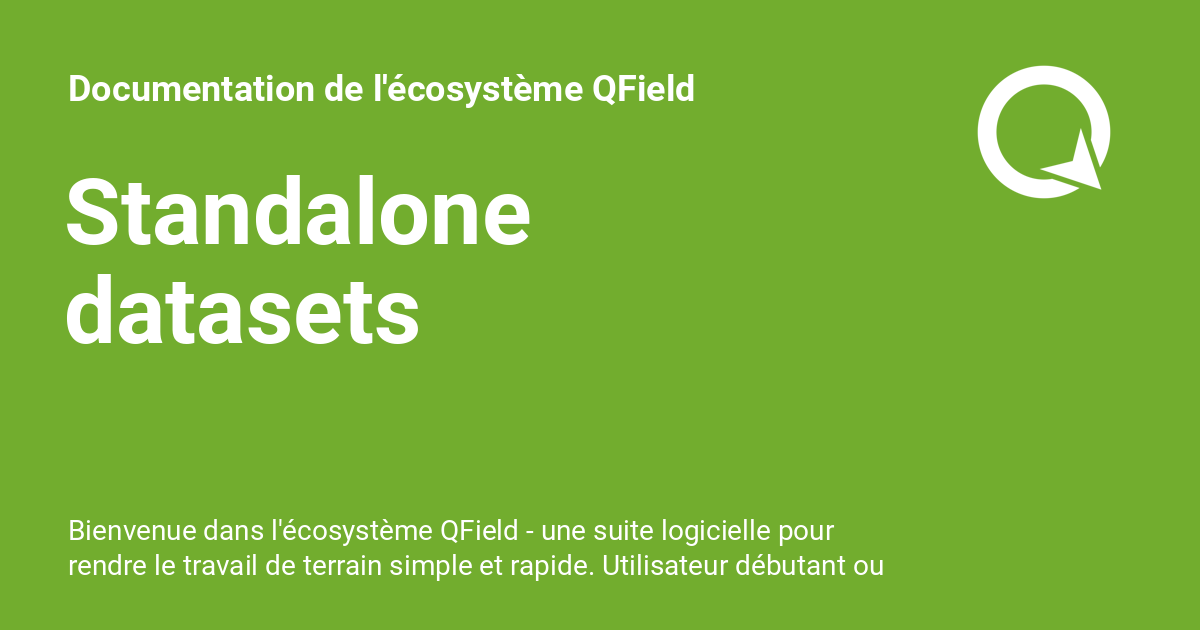 Documentation de l'écosystème QField
Standalone
datasets
Bienvenue dans l'écosystème QField - une suite logicielle pour
rendre le travail de terrain simple et rapide. Utilisateur débutant ou